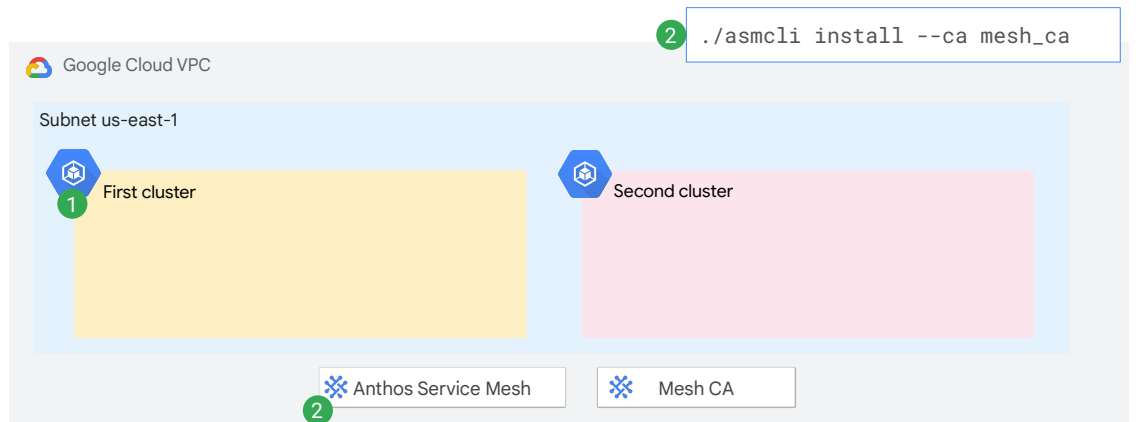 2 ./asmcli install --ca mesh_ca
Google Cloud VPC
Subnet us-east-1
First cluster
1
Second cluster
Anthos Service Mesh
2
Mesh CA